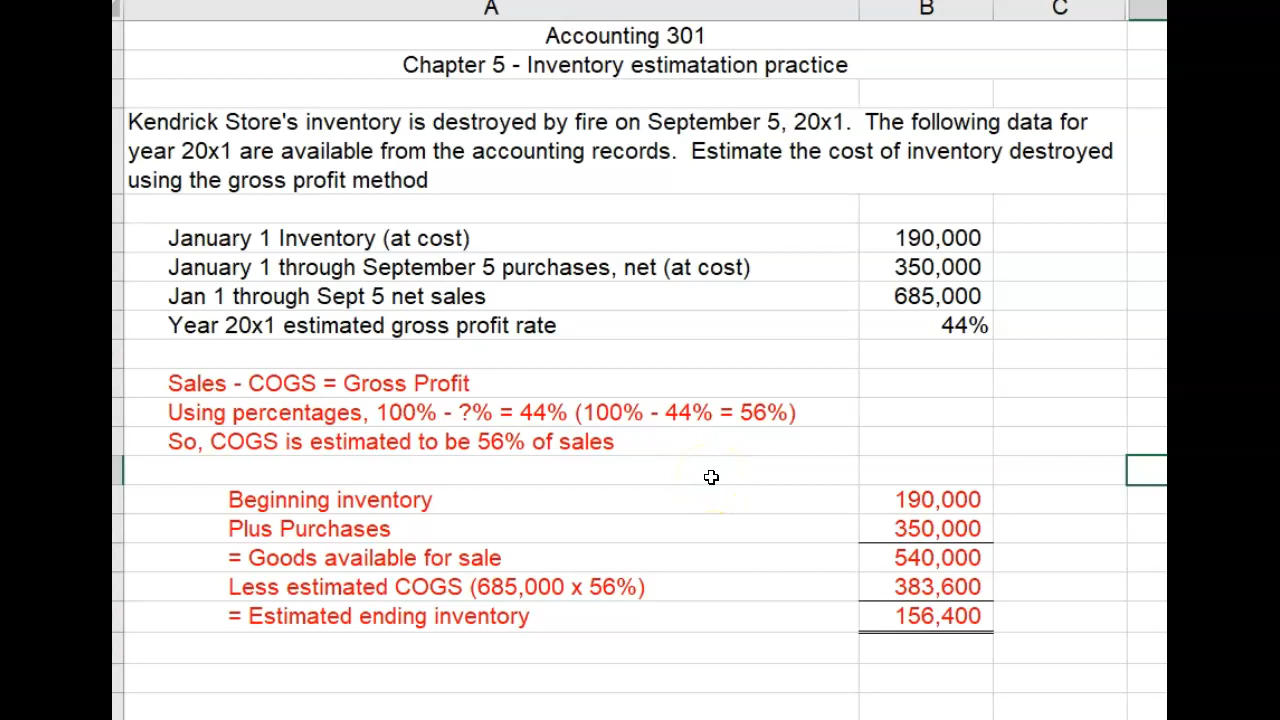 A B C
Accounting 301
Chapter 5 - Inventory estimatation practice
Kendrick Store's inventory is destroyed by fire on September 5, 20x1.  The following data for
year 20x1 are available from the accounting records.  Estimate the cost of inventory destroyed
using the gross profit method
January 1 Inventory (at cost) 190,000
January 1 through September 5 purchases, net (at cost) 350,000
Jan 1 through Sept 5 net sales 685,000
Year 20x1 estimated gross profit rate 44%
Sales - COGS = Gross Profit
Using percentages, 100% - ?% = 44% (100% - 44% = 56%)
So, COGS is estimated to be 56% of sales
Beginning inventory 190,000
Plus Purchases 350,000
= Goods available for sale 540,000
Less estimated COGS (685,000 x 56%) 383,600
= Estimated ending inventory 156,400